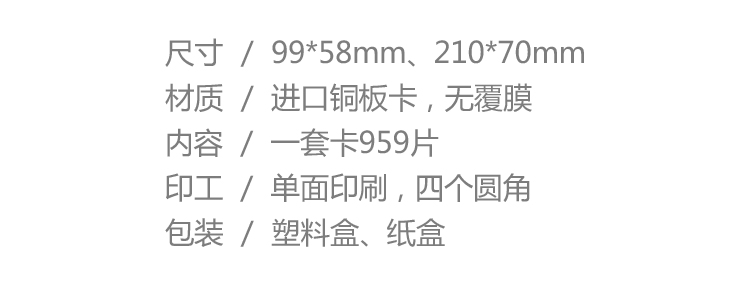 尺寸 / 99*58mm、210*70mm
材质 / 进口铜板卡，无覆膜
内容 / 一套卡959片
印工 / 单面印刷，四个圆角
包装 / 塑料盒、纸盒